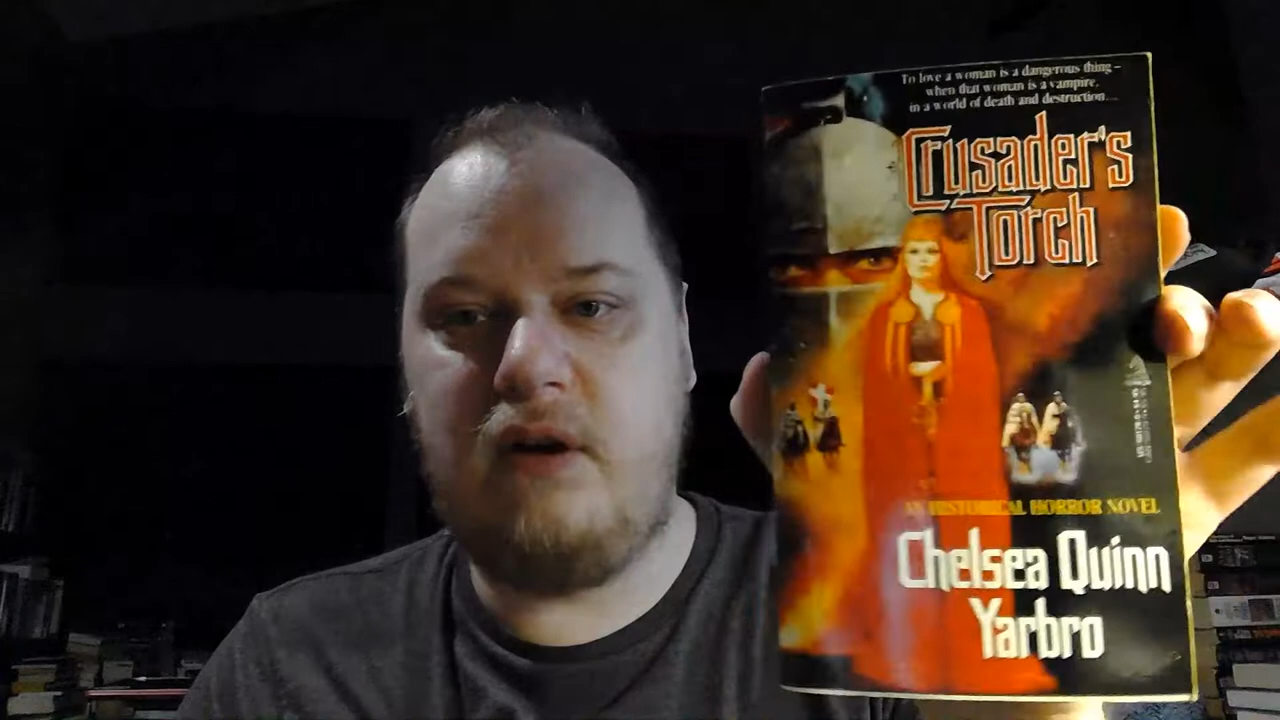 To love a woman is a dangerous thing –
when that woman is a vampire,
in a world of death and destruction...
Crusader's
Torch
AN HISTORICAL HORROR NOVEL
Chelsea Quinn
Yarbro